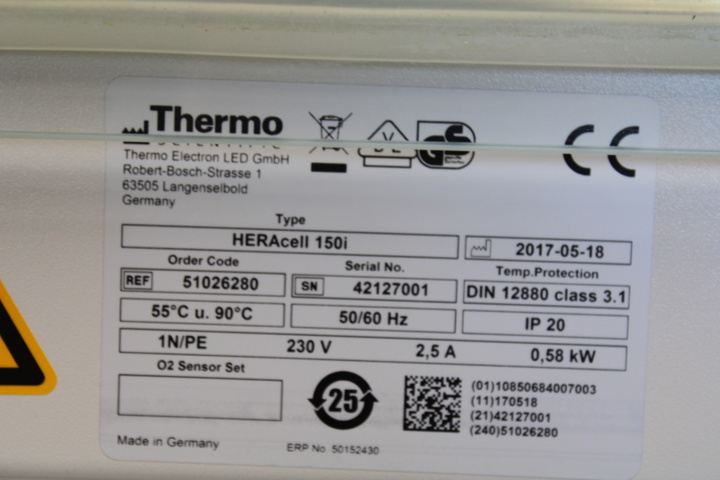 Thermo
SCIENTIFIC
Thermo Electron LED GmbH
Robert-Bosch-Strasse 1
63505 Langenselbold
Germany
VDE
GS
CE
Type
HERAcell 150i
2017-05-18
Order Code
Serial No.
Temp.Protection
REF 51026280
SN 42127001
DIN 12880 class 3.1
55°C u. 90°C
50/60 Hz
IP 20
1N/PE 230 V 2,5 A 0,58 kW
O2 Sensor Set
25
(01)10850684007003
(11)170518
(21)42127001
(240)51026280
Made in Germany
ERP No 50152430